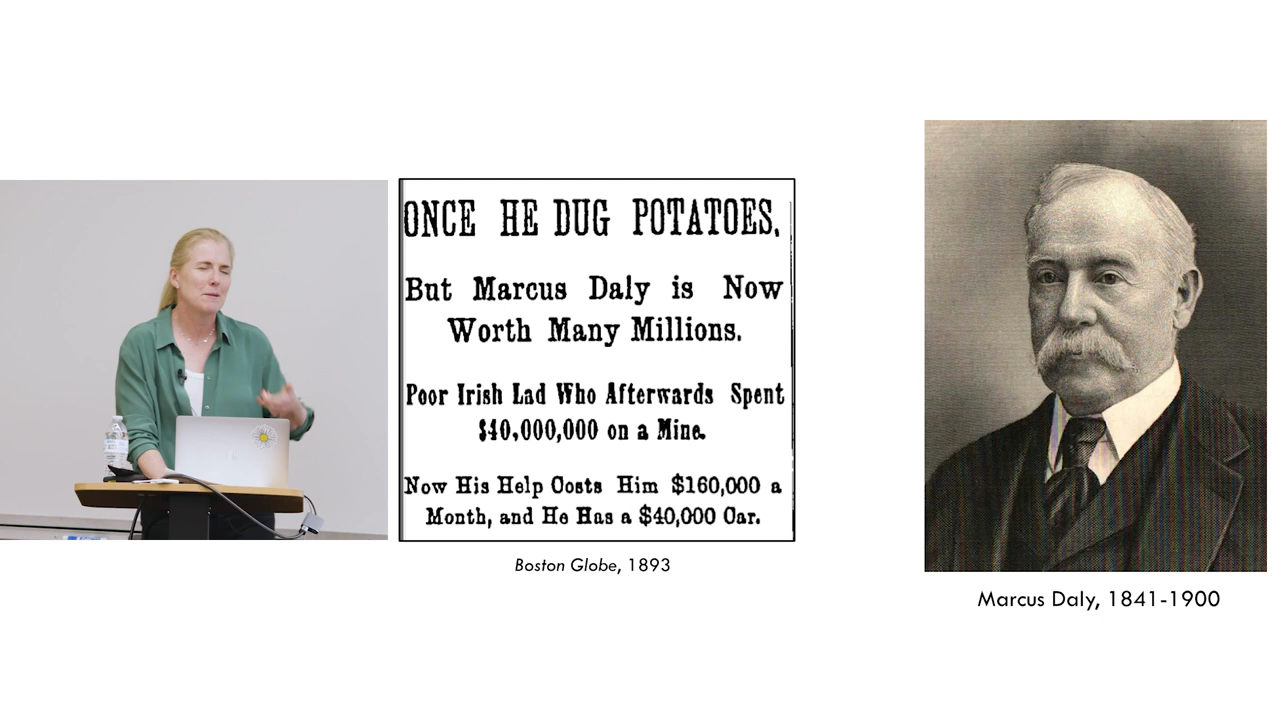 ONCE HE DUG POTATOES.
But Marcus Daly is Now
Worth Many Millions.
Poor Irish Lad Who Afterwards Spent
$40,000,000 on a Mine.
Now His Help Costs Him $160,000 a
Month, and He Has a $40,000 Car.
Boston Globe, 1893
Marcus Daly, 1841-1900